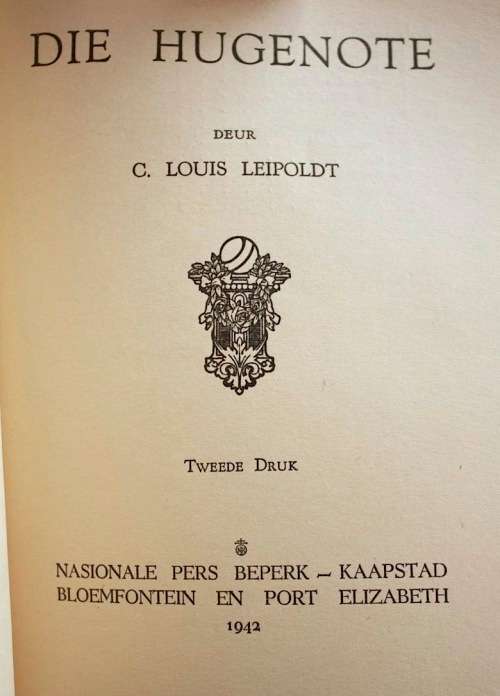 DIE HUGENOTE
DEUR
C. LOUIS LEIPOLDT
TWEEDE DRUK
NASIONALE PERS BEPERK – KAAPSTAD
BLOEMFONTEIN EN PORT ELIZABETH
1942